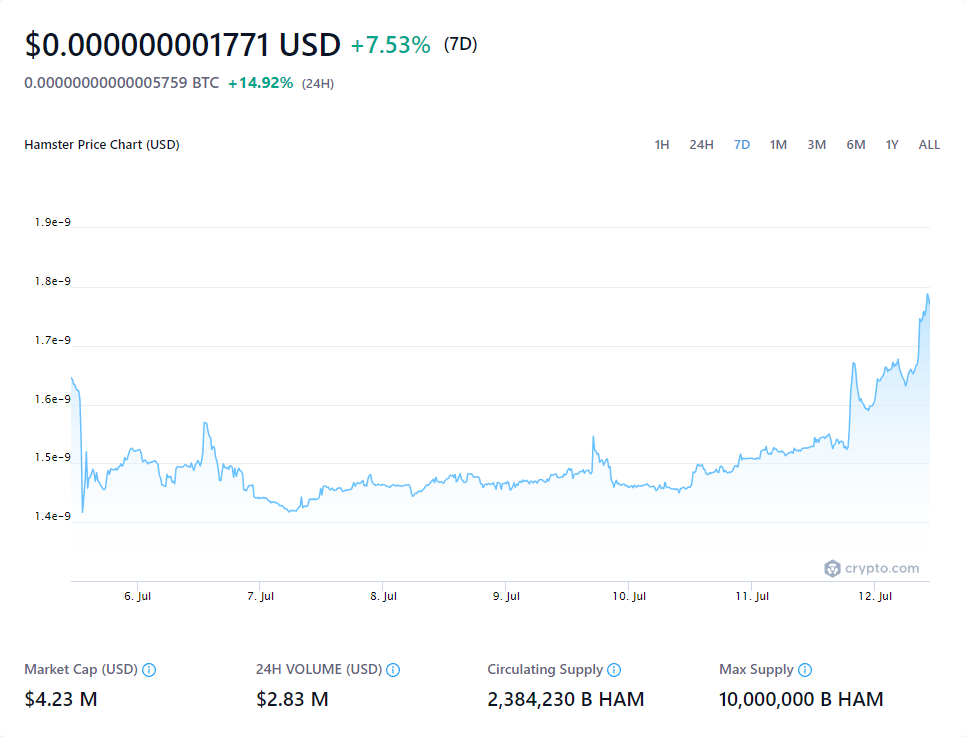 $0.000000001771 USD +7.53% (7D)
0.00000000000005759 BTC +14.92% (24H)
Hamster Price Chart (USD) 1H 24H 7D 1M 3M 6M 1Y ALL
1.9e-9
1.8e-9
1.7e-9
1.6e-9
1.5e-9
1.4e-9
crypto.com
6. Jul 7. Jul 8. Jul 9. Jul 10. Jul 11. Jul 12. Jul
Market Cap (USD) 24H VOLUME (USD) Circulating Supply Max Supply
$4.23 M $2.83 M 2,384,230 B HAM 10,000,000 B HAM